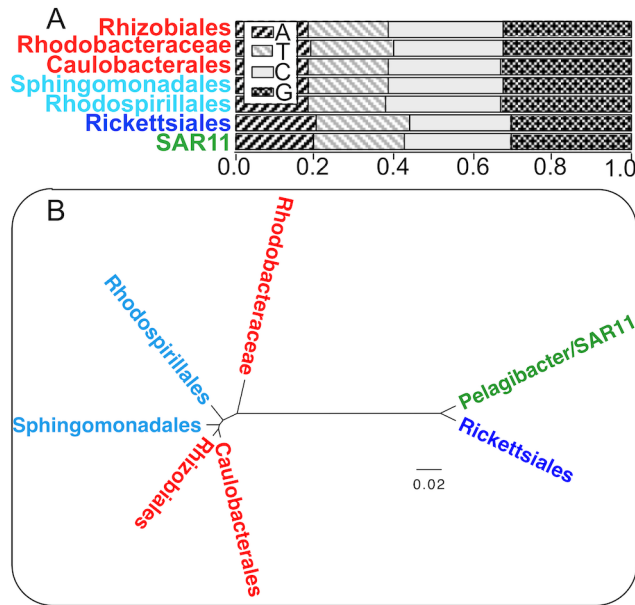 A
Rhizobiales
Rhodobacteraceae
Caulobacterales
Sphingomonadales
Rhodospirillales
Rickettsiales
SAR11
A
T
C
G
0.0 0.2 0.4 0.6 0.8 1.0
B
Rhodobacteraceae
Rhodospirillales
Pelagibacter/SAR11
Sphingomonadales
Rickettsiales
Rhizobiales
Caulobacterales
0.02